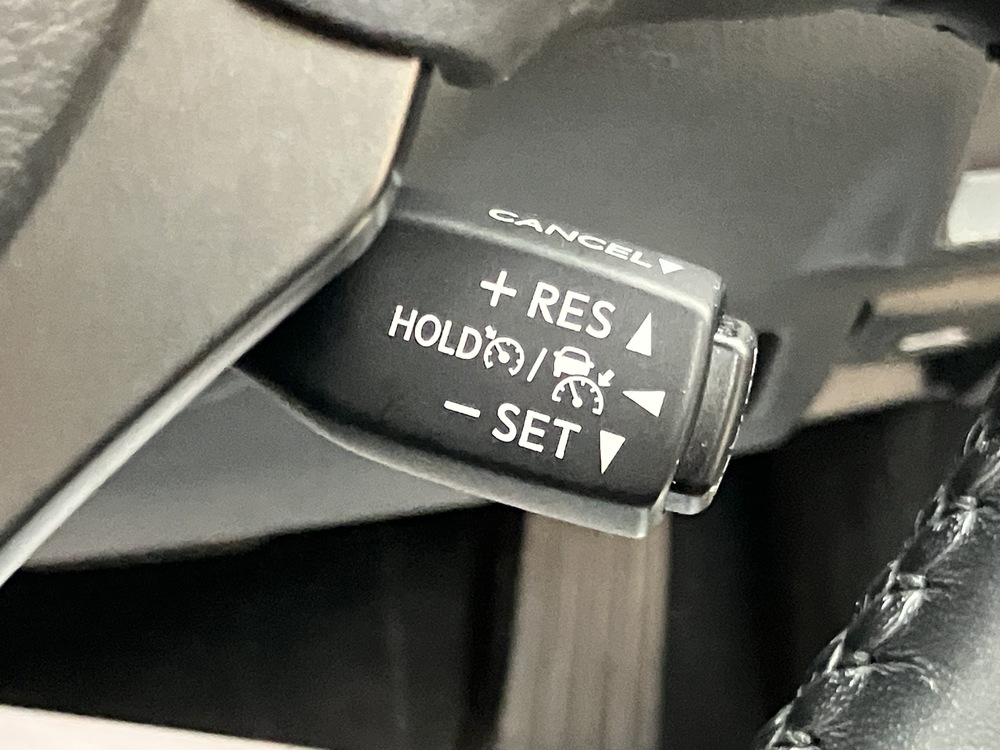 CANCEL
+ RES
HOLD /
- SET